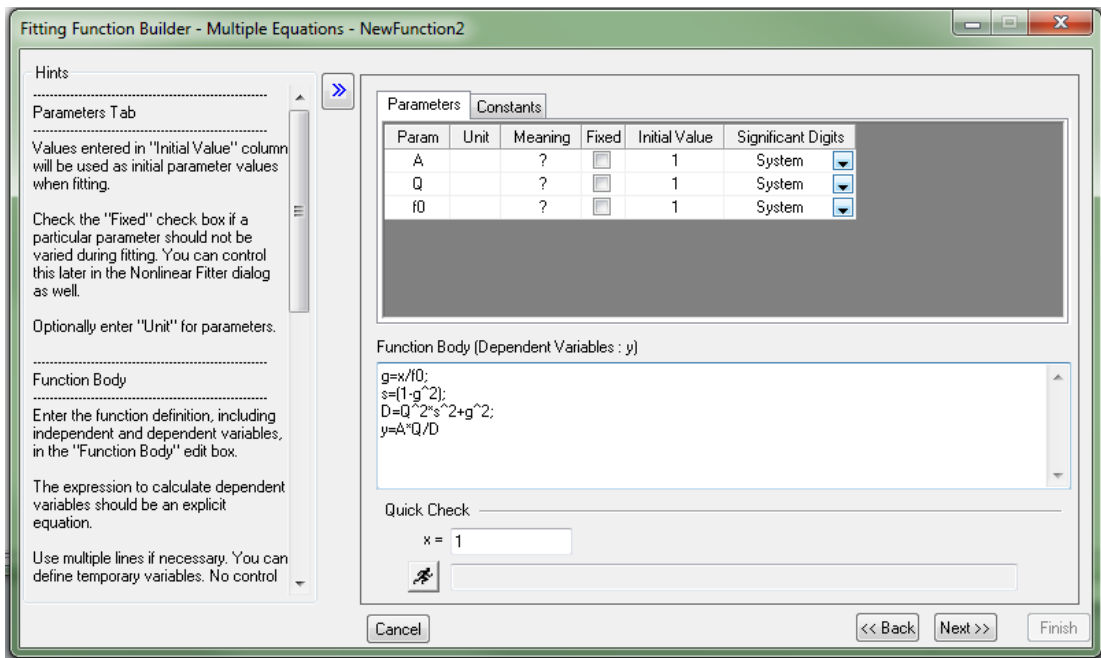 Fitting Function Builder - Multiple Equations - NewFunction2
Hints
Parameters Tab
Values entered in "Initial Value" column
will be used as initial parameter values
when fitting.
Check the "Fixed" check box if a
particular parameter should not be
varied during fitting. You can control
this later in the Nonlinear Fitter dialog
as well.
Optionally enter "Unit" for parameters.
Function Body
Enter the function definition, including
independent and dependent variables,
in the "Function Body" edit box.
The expression to calculate dependent
variables should be an explicit
equation.
Use multiple lines if necessary. You can
define temporary variables. No control
Parameters Constants
Param Unit Meaning Fixed Initial Value Significant Digits
A ? 1 System
Q ? 1 System
f0 ? 1 System
Function Body (Dependent Variables : y)
g=x/f0;
s=(1-g^2);
D=Q^2*s^2+g^2;
y=A*Q/D
Quick Check
x = 1
Cancel << Back Next >> Finish